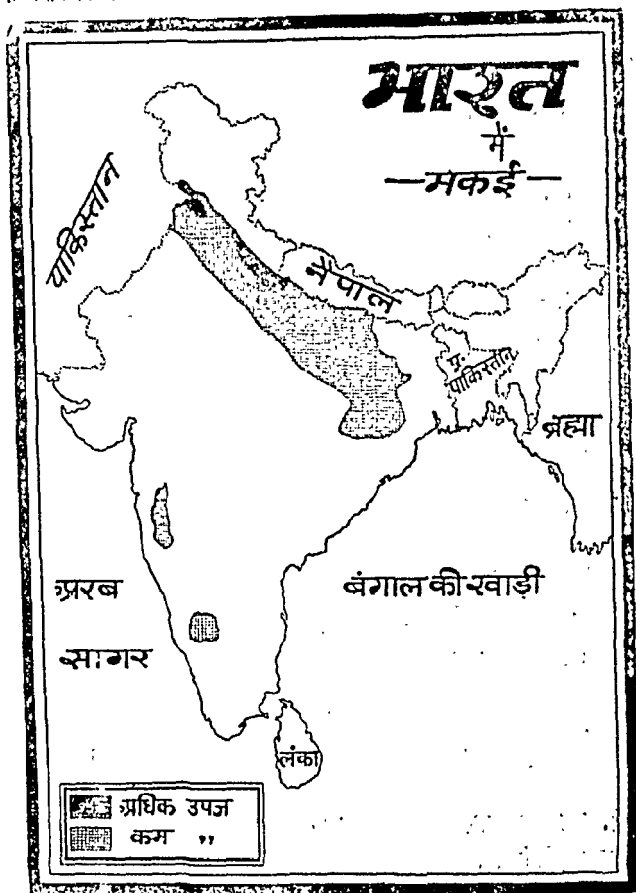 भारत
में
—मकई—
पाकिस्तान
नेपाल
पू.
पाकिस्तान
ब्रह्मा
अरब
सागर
बंगाल की खाड़ी
लंका
अधिक उपज
कम ,,